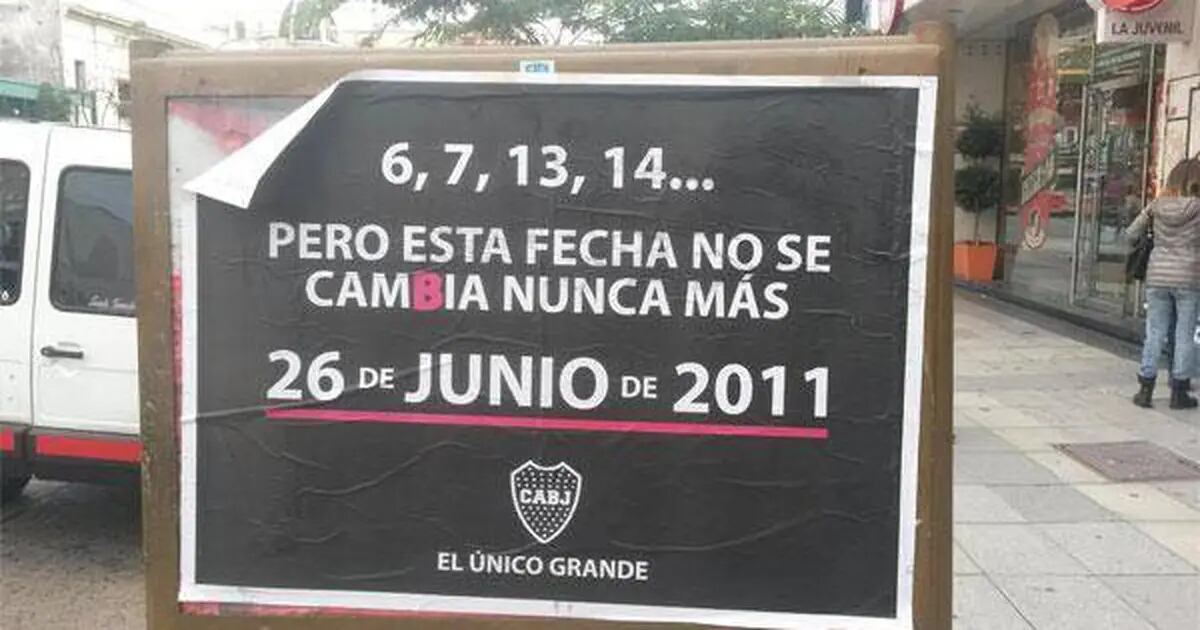 6, 7, 13, 14...
PERO ESTA FECHA NO SE
CAMBIA NUNCA MÁS
26 DE JUNIO DE 2011
CABJ
EL ÚNICO GRANDE
LA JUVENIL